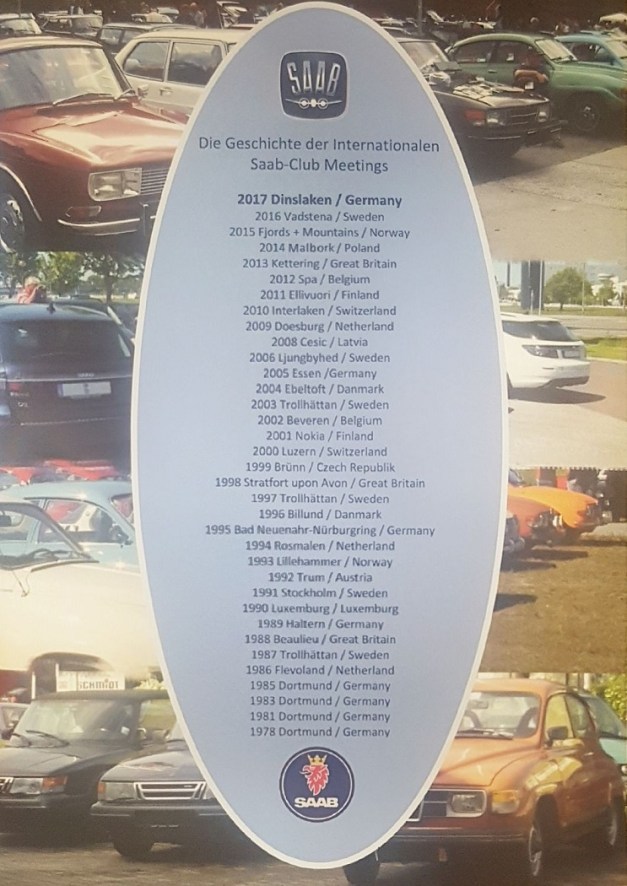 SAAB
Die Geschichte der Internationalen
Saab-Club Meetings
2017 Dinslaken / Germany
2016 Vadstena / Sweden
2015 Fjords + Mountains / Norway
2014 Malbork / Poland
2013 Kettering / Great Britain
2012 Spa / Belgium
2011 Ellivuori / Finland
2010 Interlaken / Switzerland
2009 Doesburg / Netherland
2008 Cesic / Latvia
2006 Ljungbyhed / Sweden
2005 Essen /Germany
2004 Ebeltoft / Danmark
2003 Trollhättan / Sweden
2002 Beveren / Belgium
2001 Nokia / Finland
2000 Luzern / Switzerland
1999 Brünn / Czech Republik
1998 Stratfort upon Avon / Great Britain
1997 Trollhättan / Sweden
1996 Billund / Danmark
1995 Bad Neuenahr-Nürburgring / Germany
1994 Rosmalen / Netherland
1993 Lillehammer / Norway
1992 Trum / Austria
1991 Stockholm / Sweden
1990 Luxemburg / Luxemburg
1989 Haltern / Germany
1988 Beaulieu / Great Britain
1987 Trollhättan / Sweden
1986 Flevoland / Netherland
1985 Dortmund / Germany
1983 Dortmund / Germany
1981 Dortmund / Germany
1978 Dortmund / Germany
SCHMIDT
SAAB